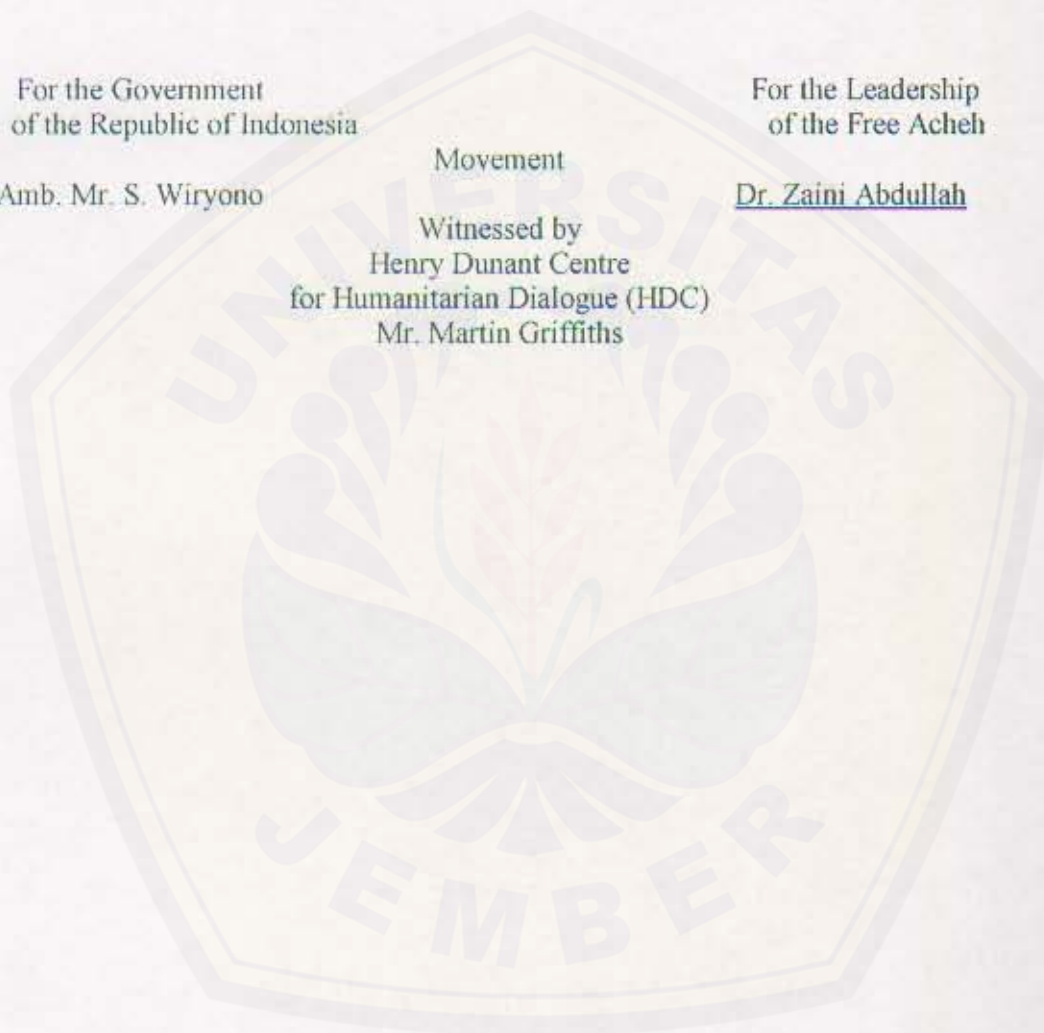 For the Government For the Leadership
of the Republic of Indonesia of the Free Acheh
Movement
Amb. Mr. S. Wiryono Dr. Zaini Abdullah
Witnessed by
Henry Dunant Centre
for Humanitarian Dialogue (HDC)
Mr. Martin Griffiths
UNIVERSITAS
JEMBER